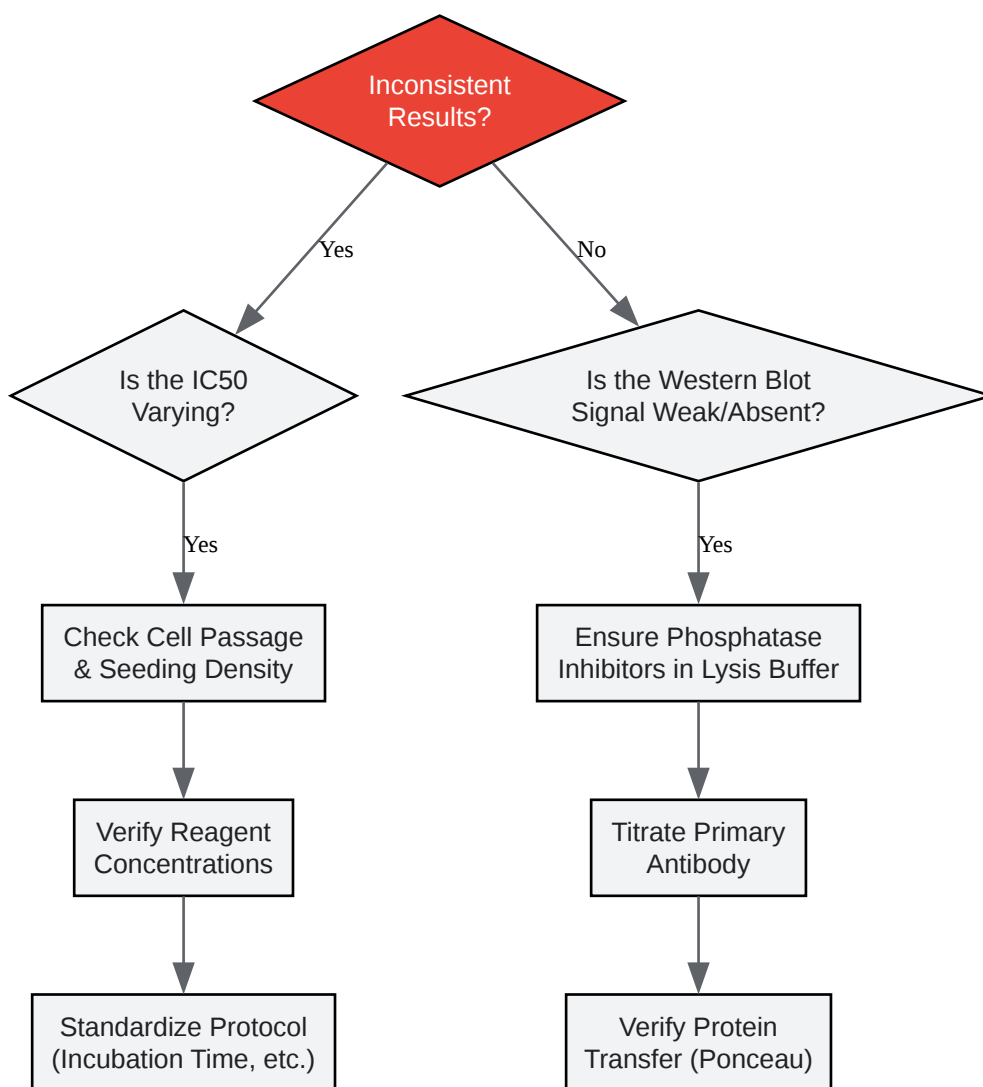 Inconsistent
Results?
Yes
No
Is the IC50
Varying?
Is the Western Blot
Signal Weak/Absent?
Yes
Yes
Check Cell Passage
& Seeding Density
Ensure Phosphatase
Inhibitors in Lysis Buffer
Verify Reagent
Concentrations
Titrate Primary
Antibody
Standardize Protocol
(Incubation Time, etc.)
Verify Protein
Transfer (Ponceau)